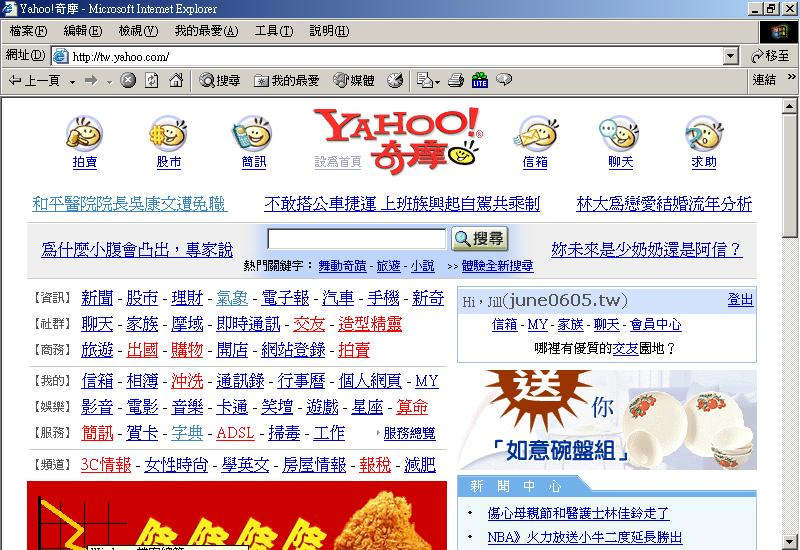 Yahoo!奇摩 - Microsoft Internet Explorer
檔案(F) 編輯(E) 檢視(V) 我的最愛(A) 工具(T) 說明(H)
網址(D) http://tw.yahoo.com/ 移至
上一頁 搜尋 我的最愛 媒體 LITE 連結 »
YAHOO!® 奇摩
拍賣 股市 簡訊 設為首頁 信箱 聊天 求助
和平醫院院長吳康文遭免職 不敢搭公車捷運 上班族興起自駕共乘制 林大為戀愛結婚流年分析
為什麼小腹會凸出，專家說 搜尋 妳未來是少奶奶還是阿信？
熱門關鍵字： 舞動奇蹟 - 旅遊 - 小說 >> 體驗全新搜尋
【資訊】 新聞 - 股市 - 理財 - 氣象 - 電子報 - 汽車 - 手機 - 新奇
【社群】 聊天 - 家族 - 摩域 - 即時通訊 - 交友 - 造型精靈
【商務】 旅遊 - 出國 - 購物 - 開店 - 網站登錄 - 拍賣
【我的】 信箱 - 相簿 - 沖洗 - 通訊錄 - 行事曆 - 個人網頁 - MY
【娛樂】 影音 - 電影 - 音樂 - 卡通 - 笑壇 - 遊戲 - 星座 - 算命
【服務】 簡訊 - 賀卡 - 字典 - ADSL - 掃毒 - 工作 服務總覽
【頻道】 3C情報 - 女性時尚 - 學英文 - 房屋情報 - 報稅 - 減肥
Hi，Jill(june0605.tw) 登出
信箱 - MY - 家族 - 聊天 - 會員中心
哪裡有優質的交友園地？
送 你
「如意碗盤組」
新聞中心
• 傷心母親節和醫護士林佳鈴走了
• NBA》火力放送小牛二度延長勝出
降降降降